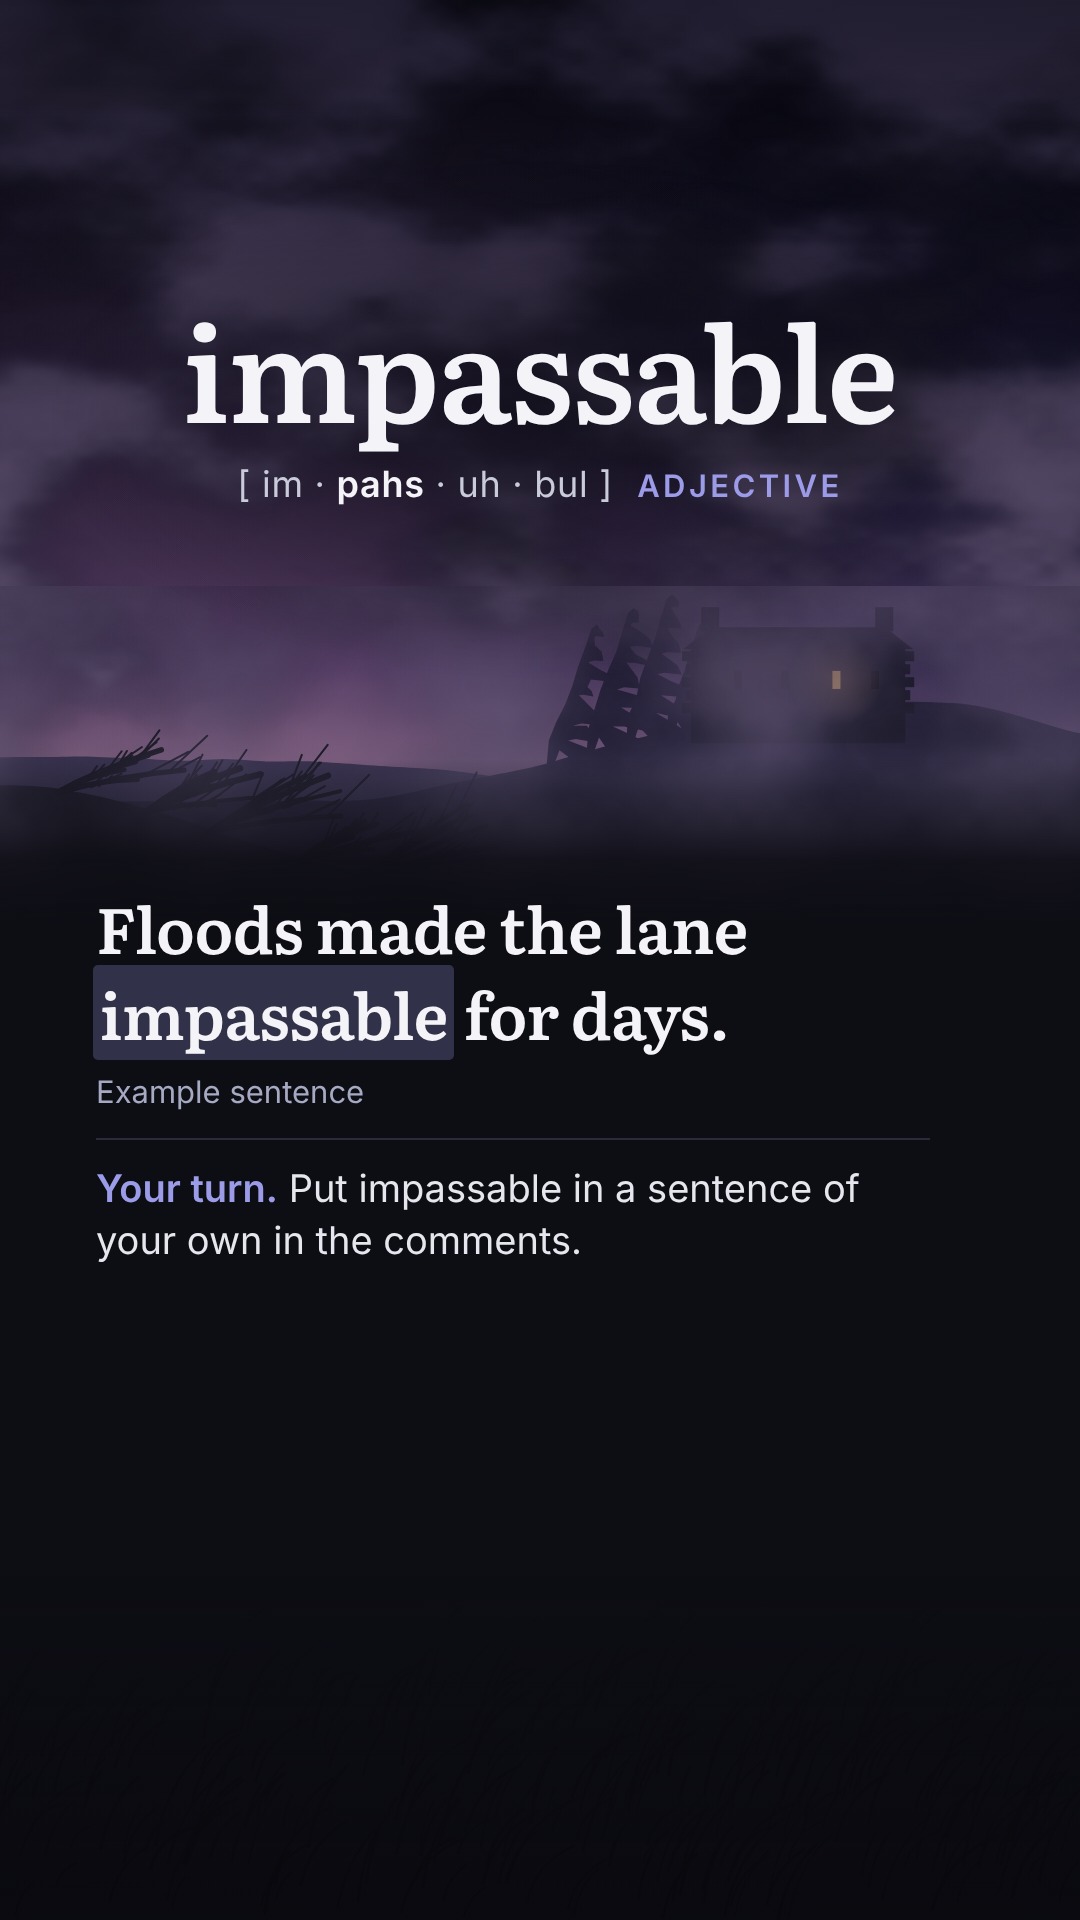 impassable
[ im · pahs · uh · bul ] ADJECTIVE
Floods made the lane
impassable for days.
Example sentence
Your turn. Put impassable in a sentence of
your own in the comments.